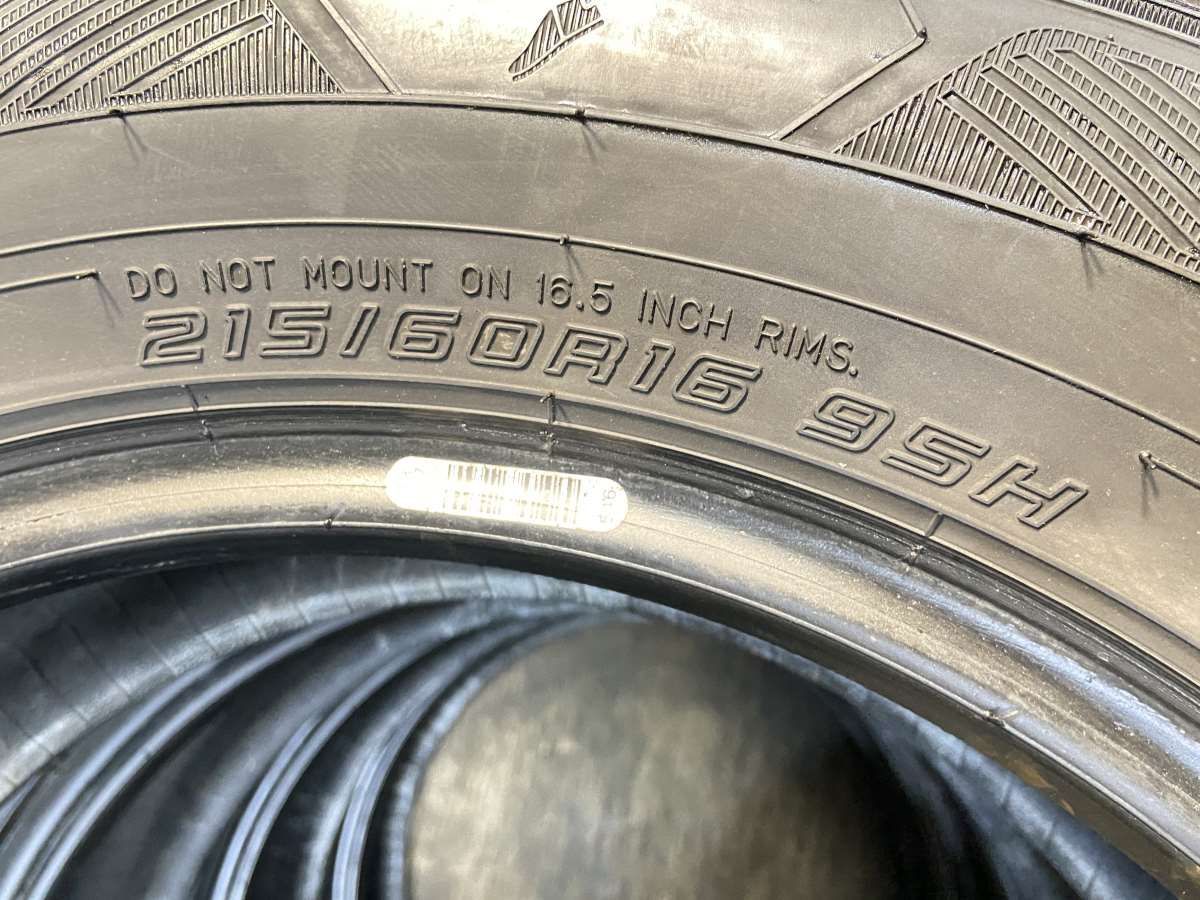 DO NOT MOUNT ON 16.5 INCH RIMS.
215/60R16 95H